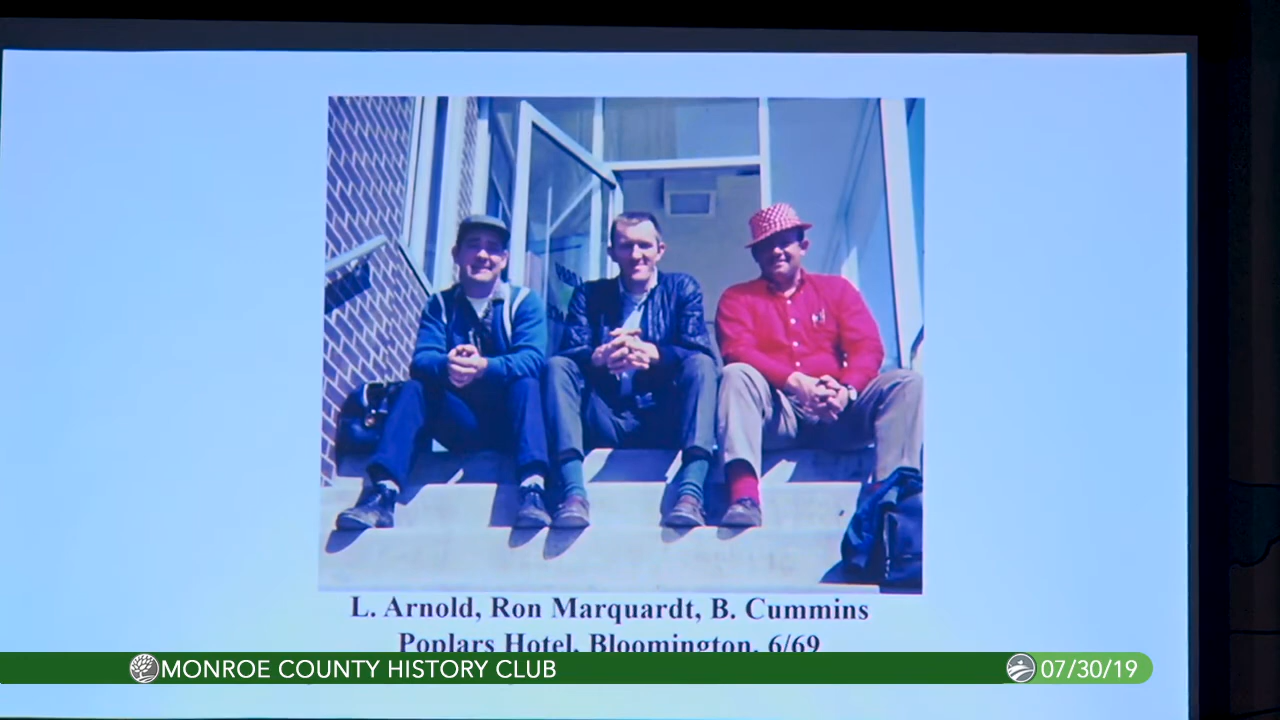 L. Arnold, Ron Marquardt, B. Cummins
Poplars Hotel, Bloomington, 6/69
MONROE COUNTY HISTORY CLUB
07/30/19